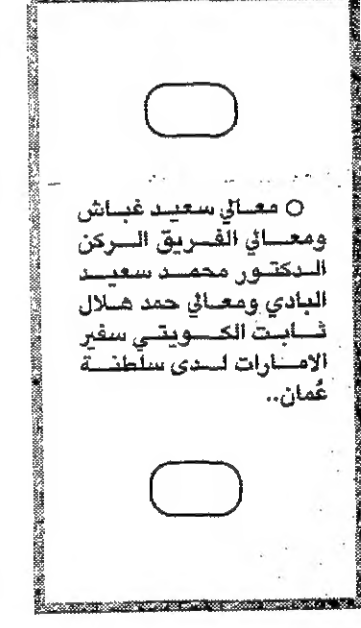 ○ معالي سعيد غباش
ومعالي الفريق الركن
الدكتور محمد سعيد
البادي ومعالي حمد هلال
ثابت الكويتي سفير
الامارات لدى سلطنة
عُمان..